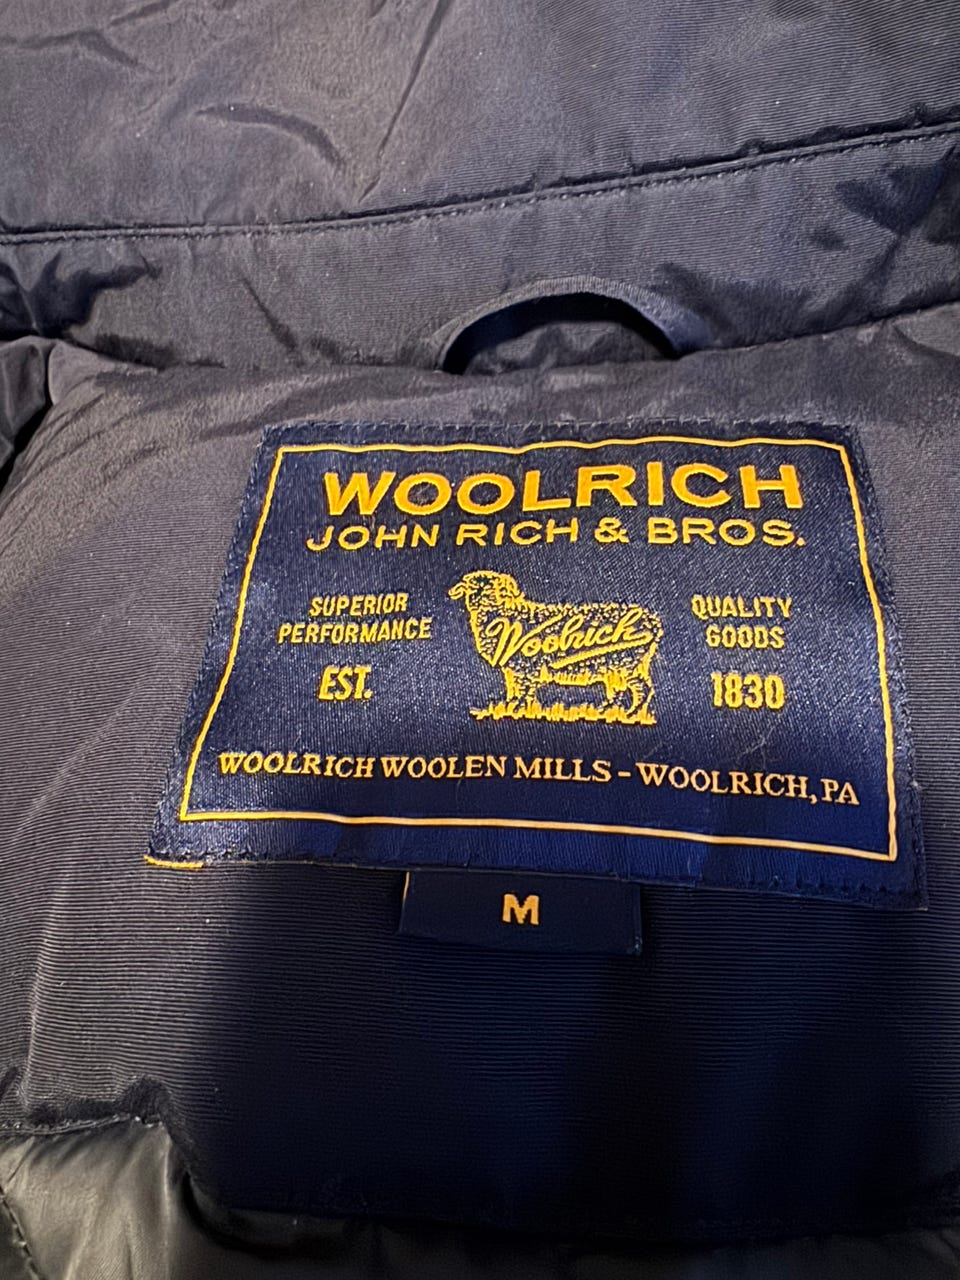 WOOLRICH
JOHN RICH & BROS.
SUPERIOR
PERFORMANCE
EST.
Woolrich
QUALITY
GOODS
1830
WOOLRICH WOOLEN MILLS - WOOLRICH, PA
M